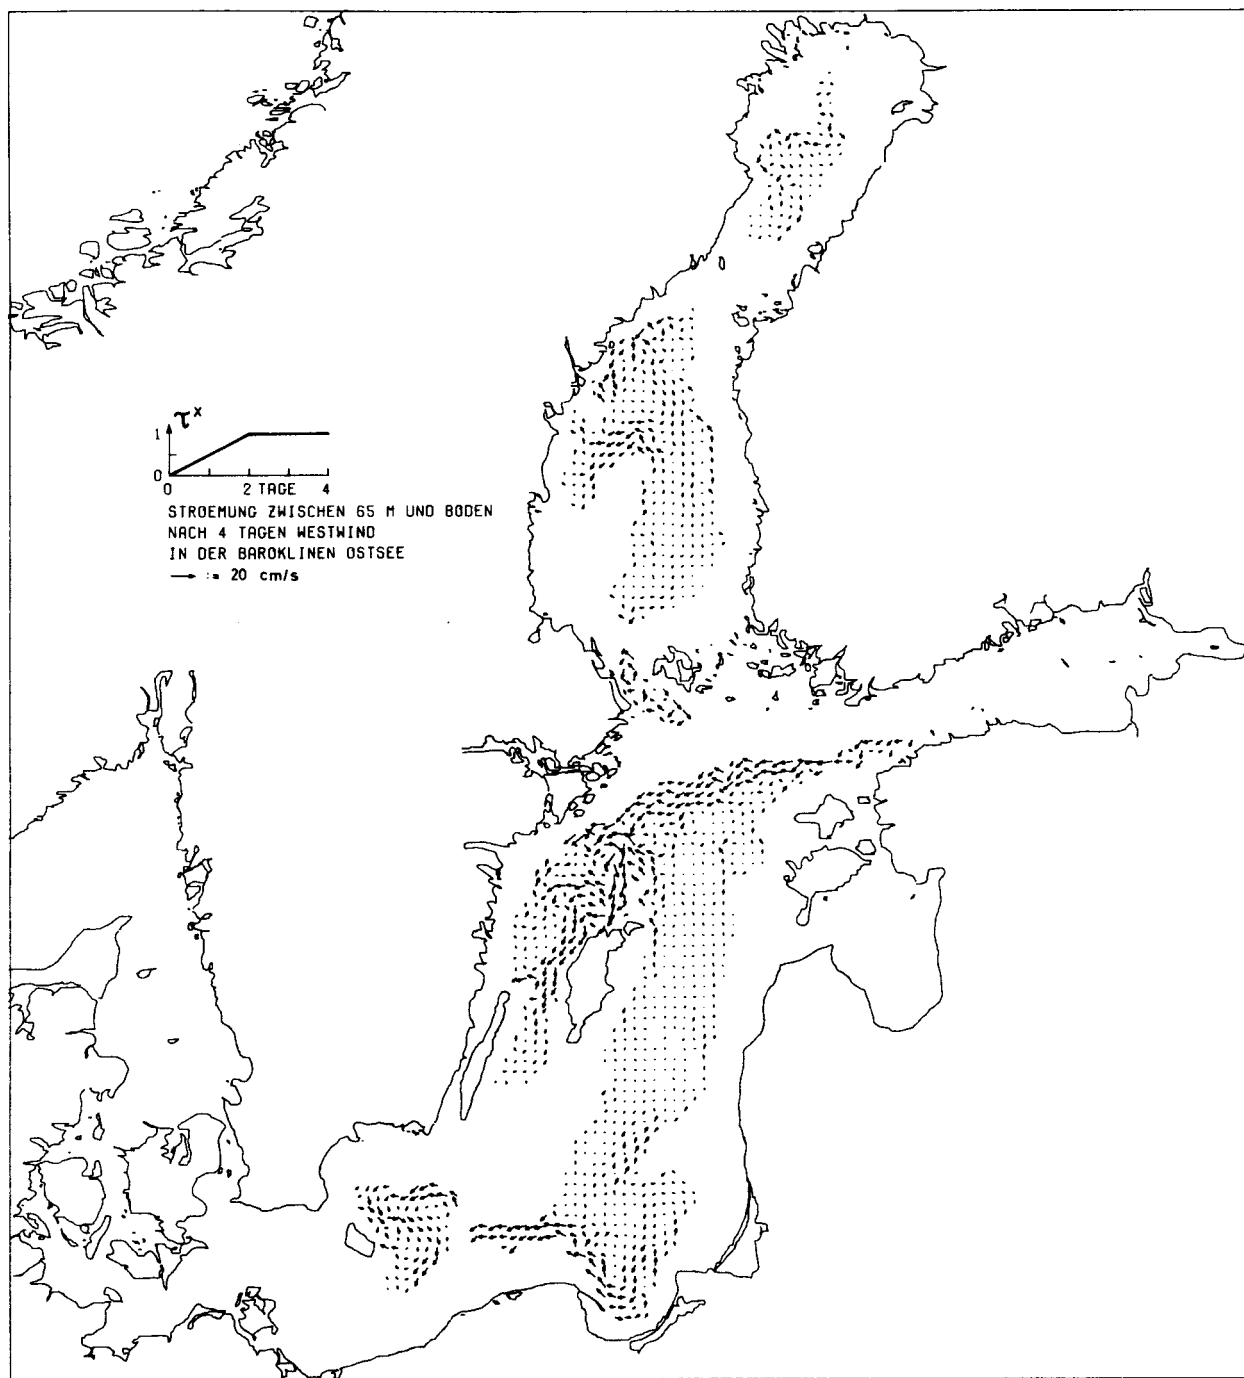 τˣ
1
0
0 2 TAGE 4
STROEMUNG ZWISCHEN 65 M UND BODEN
NACH 4 TAGEN WESTWIND
IN DER BAROKLINEN OSTSEE
→ := 20 cm/s